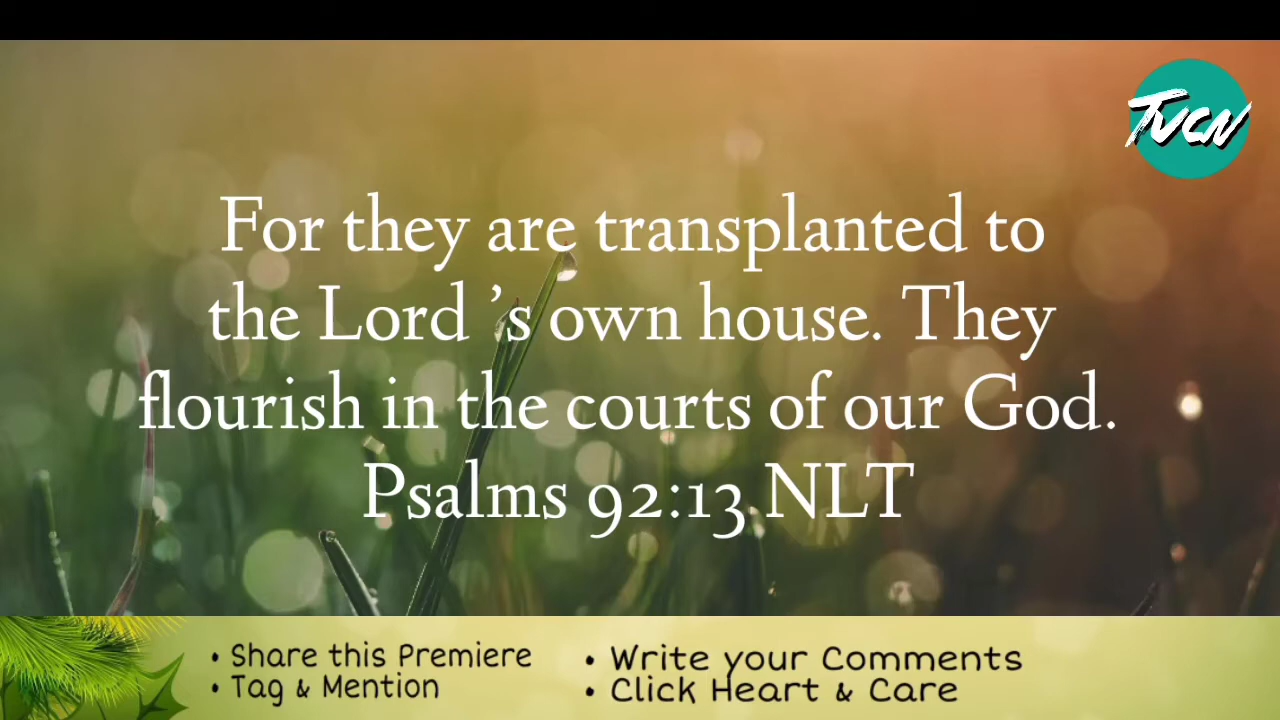 TVCN
For they are transplanted to
the Lord ’s own house. They
flourish in the courts of our God.
Psalms 92:13 NLT
• Share this Premiere
• Tag & Mention
• Write your Comments
• Click Heart & Care